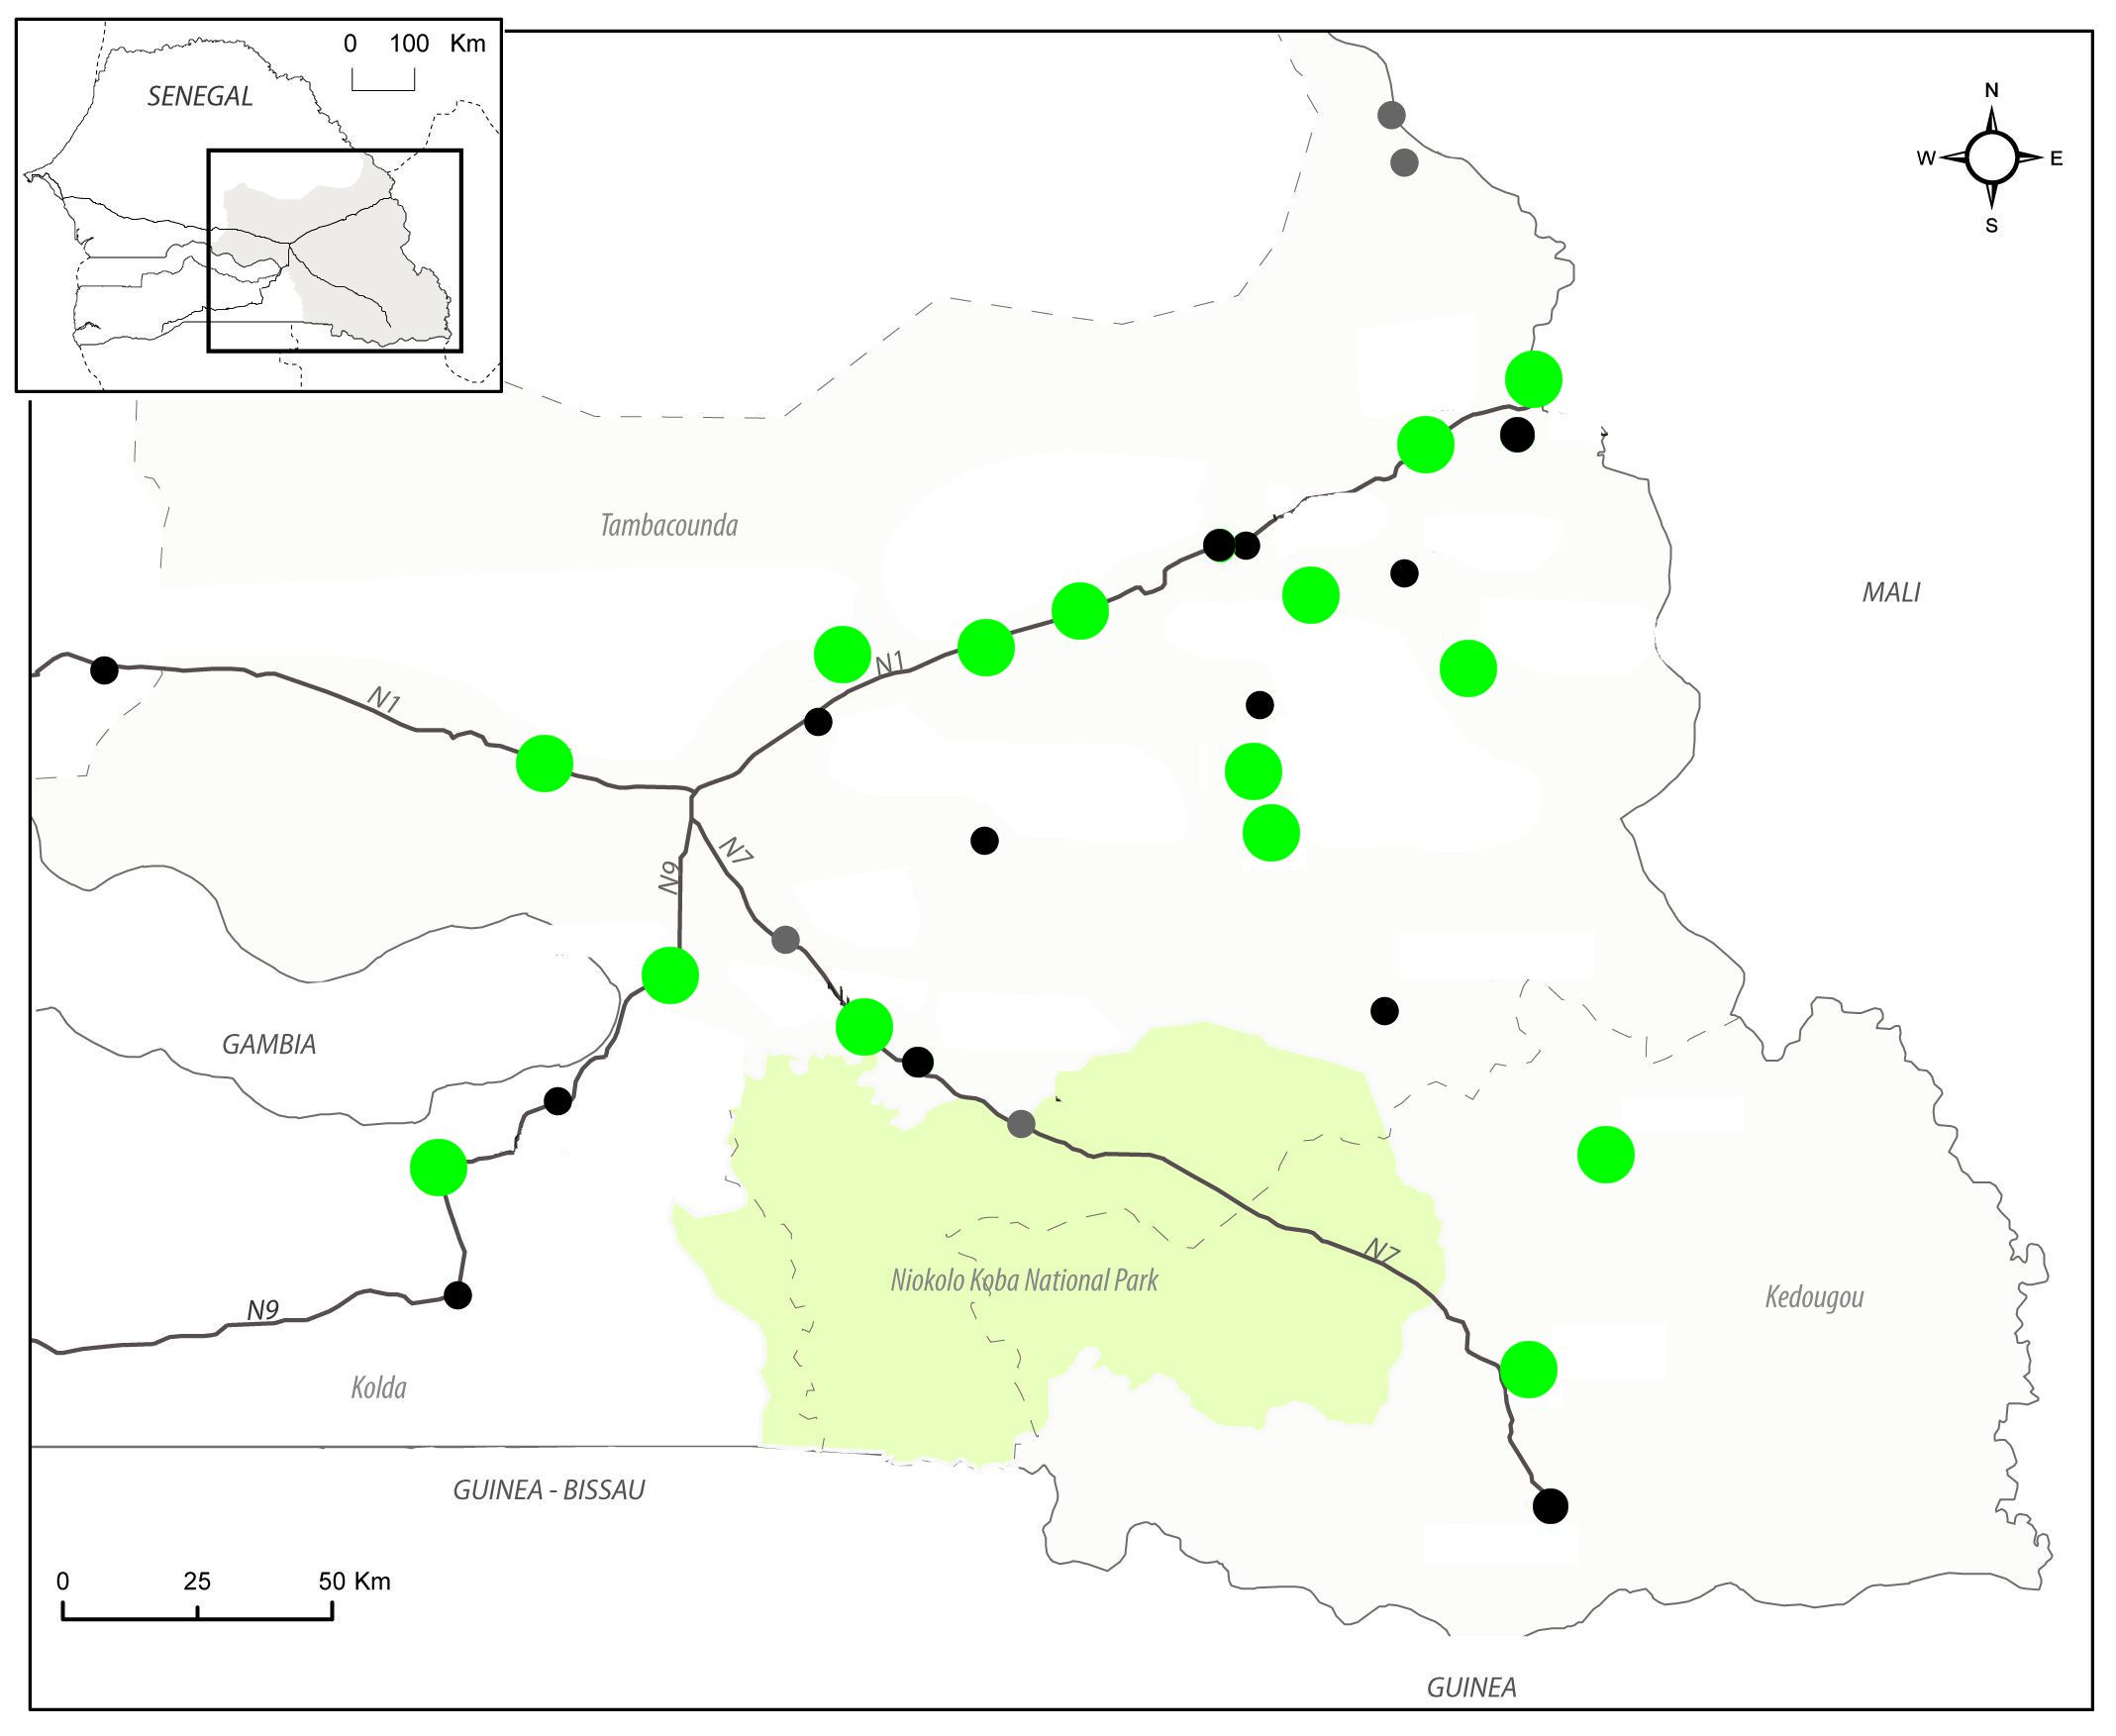 0 100 Km
SENEGAL
N
W E
S
Tambacounda
MALI
N1
N1
N7
N9
GAMBIA
N7
Niokolo Koba National Park
Kedougou
N9
Kolda
GUINEA - BISSAU
0 25 50 Km
GUINEA